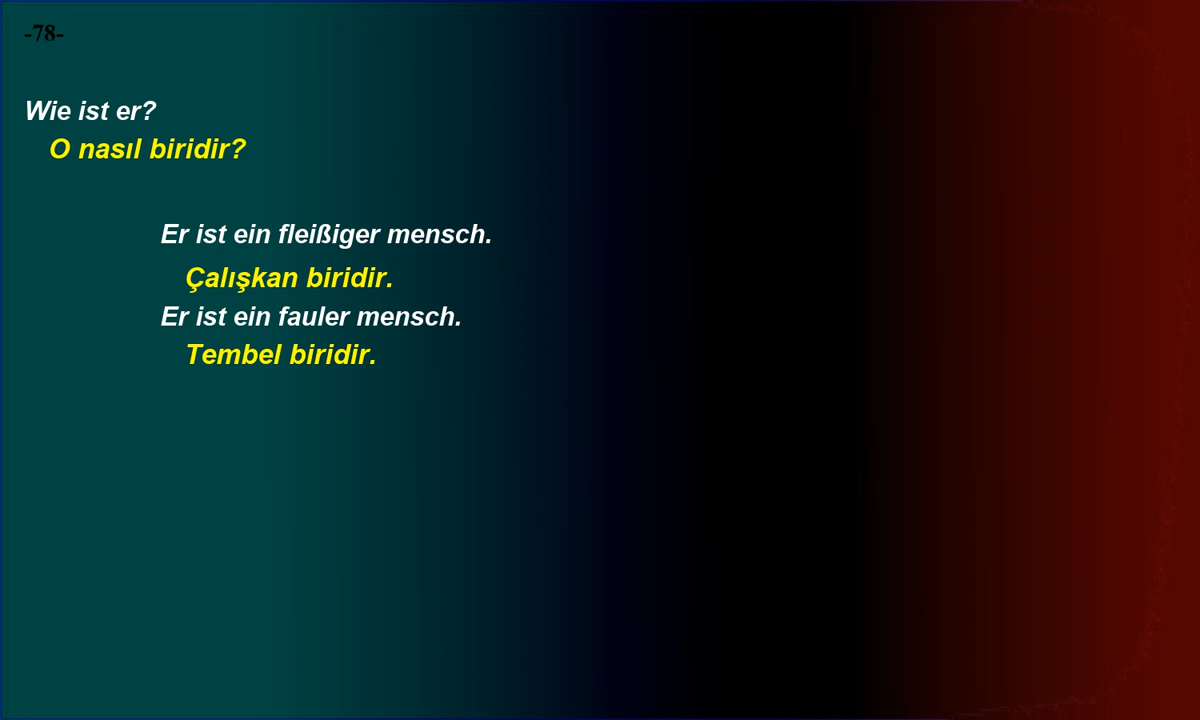 -78-
Wie ist er?
O nasıl biridir?
Er ist ein fleißiger mensch.
Çalışkan biridir.
Er ist ein fauler mensch.
Tembel biridir.